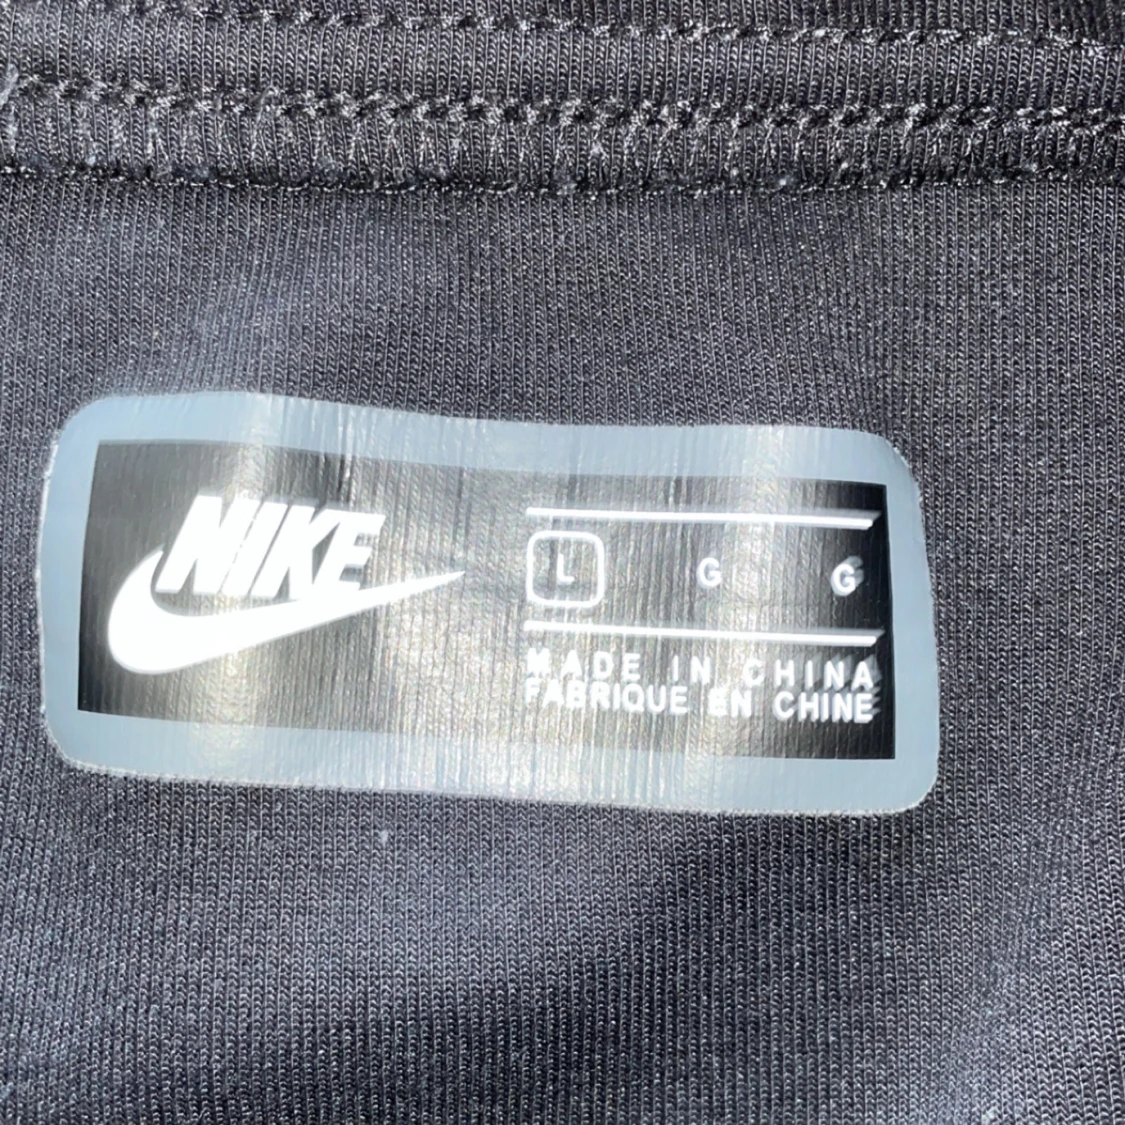 NIKE
L G G
MADE IN CHINA
FABRIQUE EN CHINE